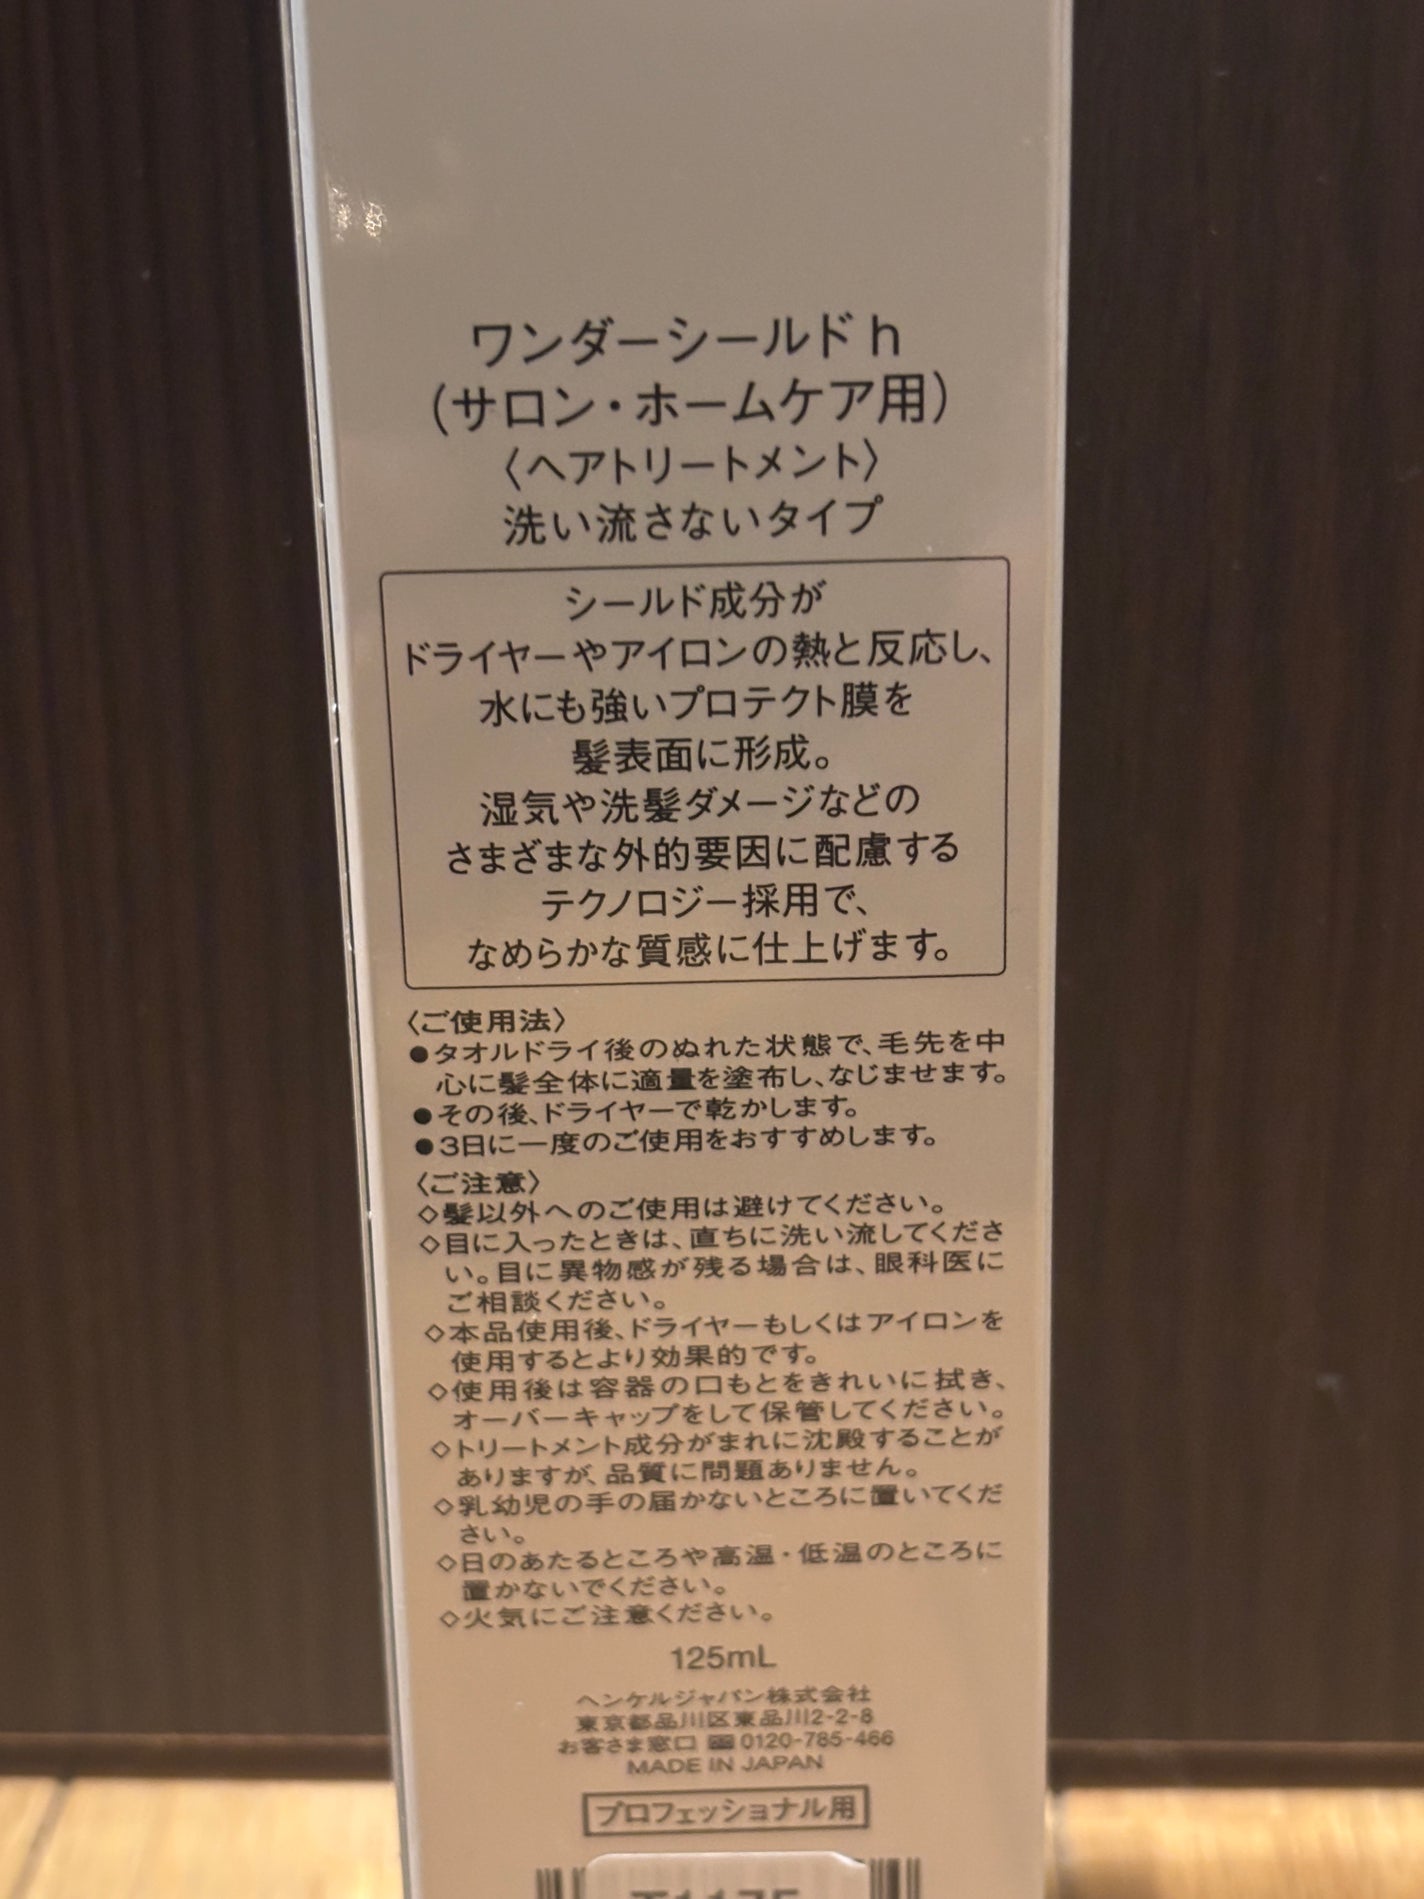 ワンダーシールドh
(サロン・ホームケア用)
〈ヘアトリートメント〉
洗い流さないタイプ
シールド成分が
ドライヤーやアイロンの熱と反応し、
水にも強いプロテクト膜を
髪表面に形成。
湿気や洗髪ダメージなどの
さまざまな外的要因に配慮する
テクノロジー採用で、
なめらかな質感に仕上げます。
〈ご使用法〉
●タオルドライ後のぬれた状態で、毛先を中
心に髪全体に適量を塗布し、なじませます。
●その後、ドライヤーで乾かします。
●3日に一度のご使用をおすすめします。
〈ご注意〉
◇髪以外へのご使用は避けてください。
◇目に入ったときは、直ちに洗い流してくださ
い。目に異物感が残る場合は、眼科医に
ご相談ください。
◇本品使用後、ドライヤーもしくはアイロンを
使用するとより効果的です。
◇使用後は容器の口もとをきれいに拭き、
オーバーキャップをして保管してください。
◇トリートメント成分がまれに沈殿することが
ありますが、品質に問題ありません。
◇乳幼児の手の届かないところに置いてくだ
さい。
◇日のあたるところや高温・低温のところに
置かないでください。
◇火気にご注意ください。
125mL
ヘンケルジャパン株式会社
東京都品川区東品川2-2-8
お客さま窓口 0120-785-466
MADE IN JAPAN
プロフェッショナル用